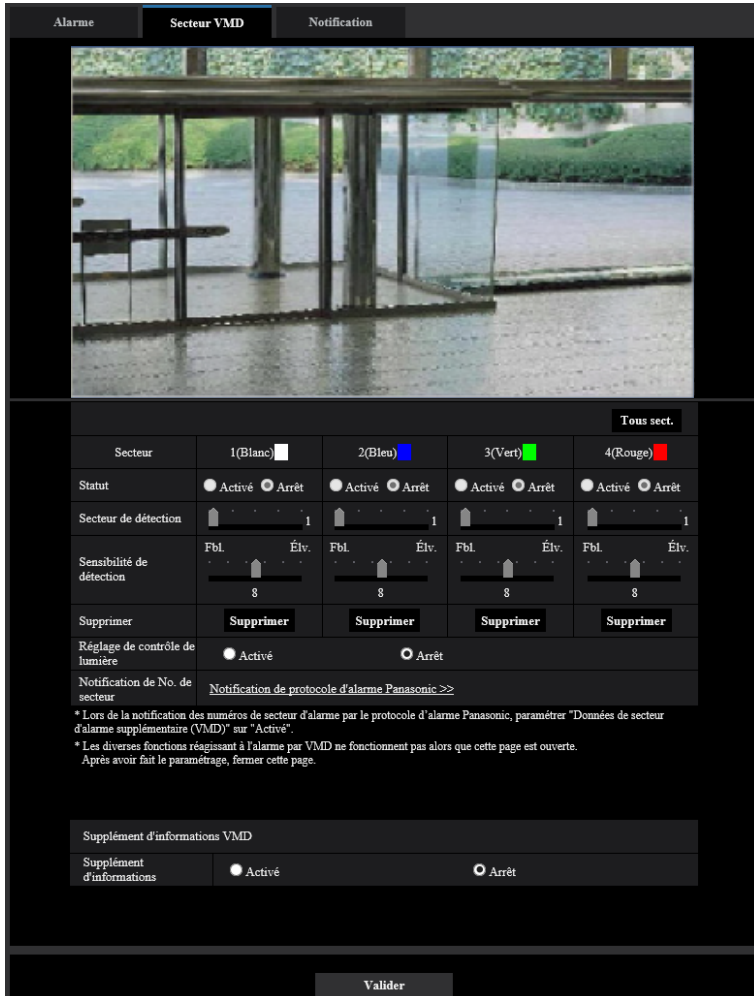 Alarme Secteur VMD Notification
Tous sect.
Secteur 1(Blanc) 2(Bleu) 3(Vert) 4(Rouge)
Statut Activé Arrêt Activé Arrêt Activé Arrêt Activé Arrêt
Secteur de détection 1 1 1 1
Fbl. Élv. Fbl. Élv. Fbl. Élv. Fbl. Élv.
Sensibilité de
détection
8 8 8 8
Supprimer Supprimer Supprimer Supprimer Supprimer
Réglage de contrôle de
lumière
Activé Arrêt
Notification de No. de
secteur
Notification de protocole d'alarme Panasonic >>
* Lors de la notification des numéros de secteur d'alarme par le protocole d'alarme Panasonic, paramétrer "Données de secteur
d'alarme supplémentaire (VMD)" sur "Activé".
* Les diverses fonctions réagissant à l'alarme par VMD ne fonctionnent pas alors que cette page est ouverte.
Après avoir fait le paramétrage, fermer cette page.
Supplément d'informations VMD
Supplément
d'informations
Activé Arrêt
Valider